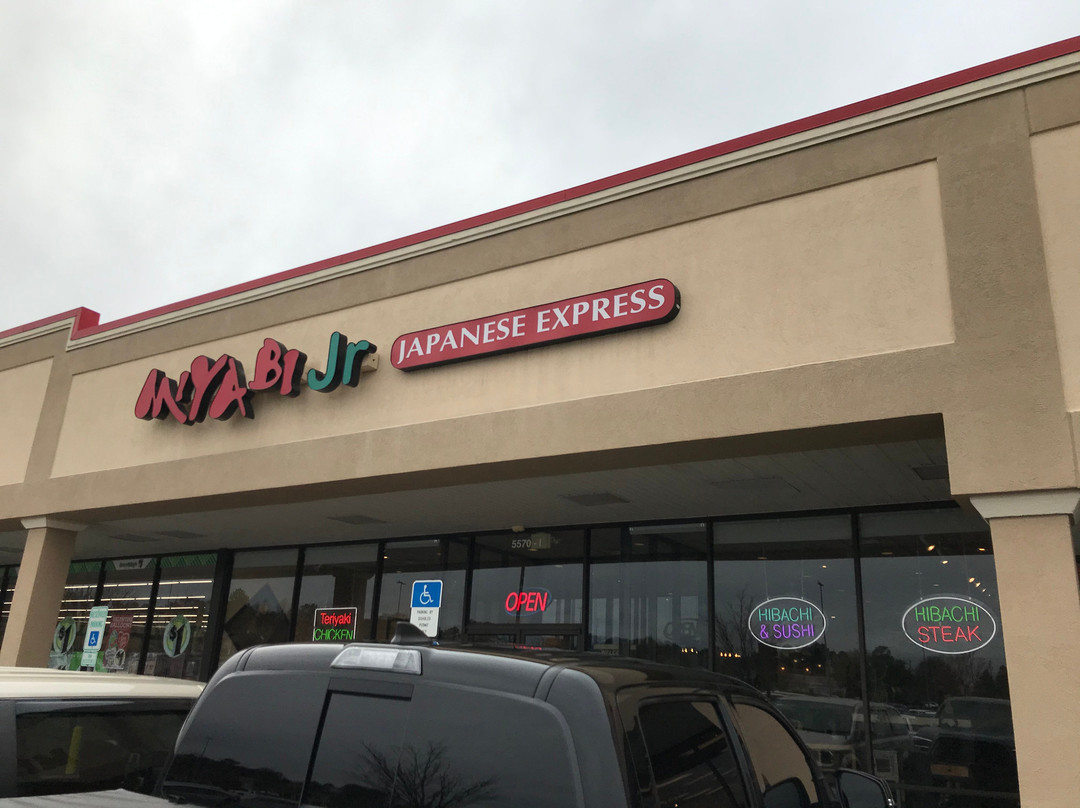 MiYABi Jr
JAPANESE EXPRESS
5570
OPEN
Teriyaki
CHICKEN
HIBACHI
& SUSHI
HIBACHI
STEAK